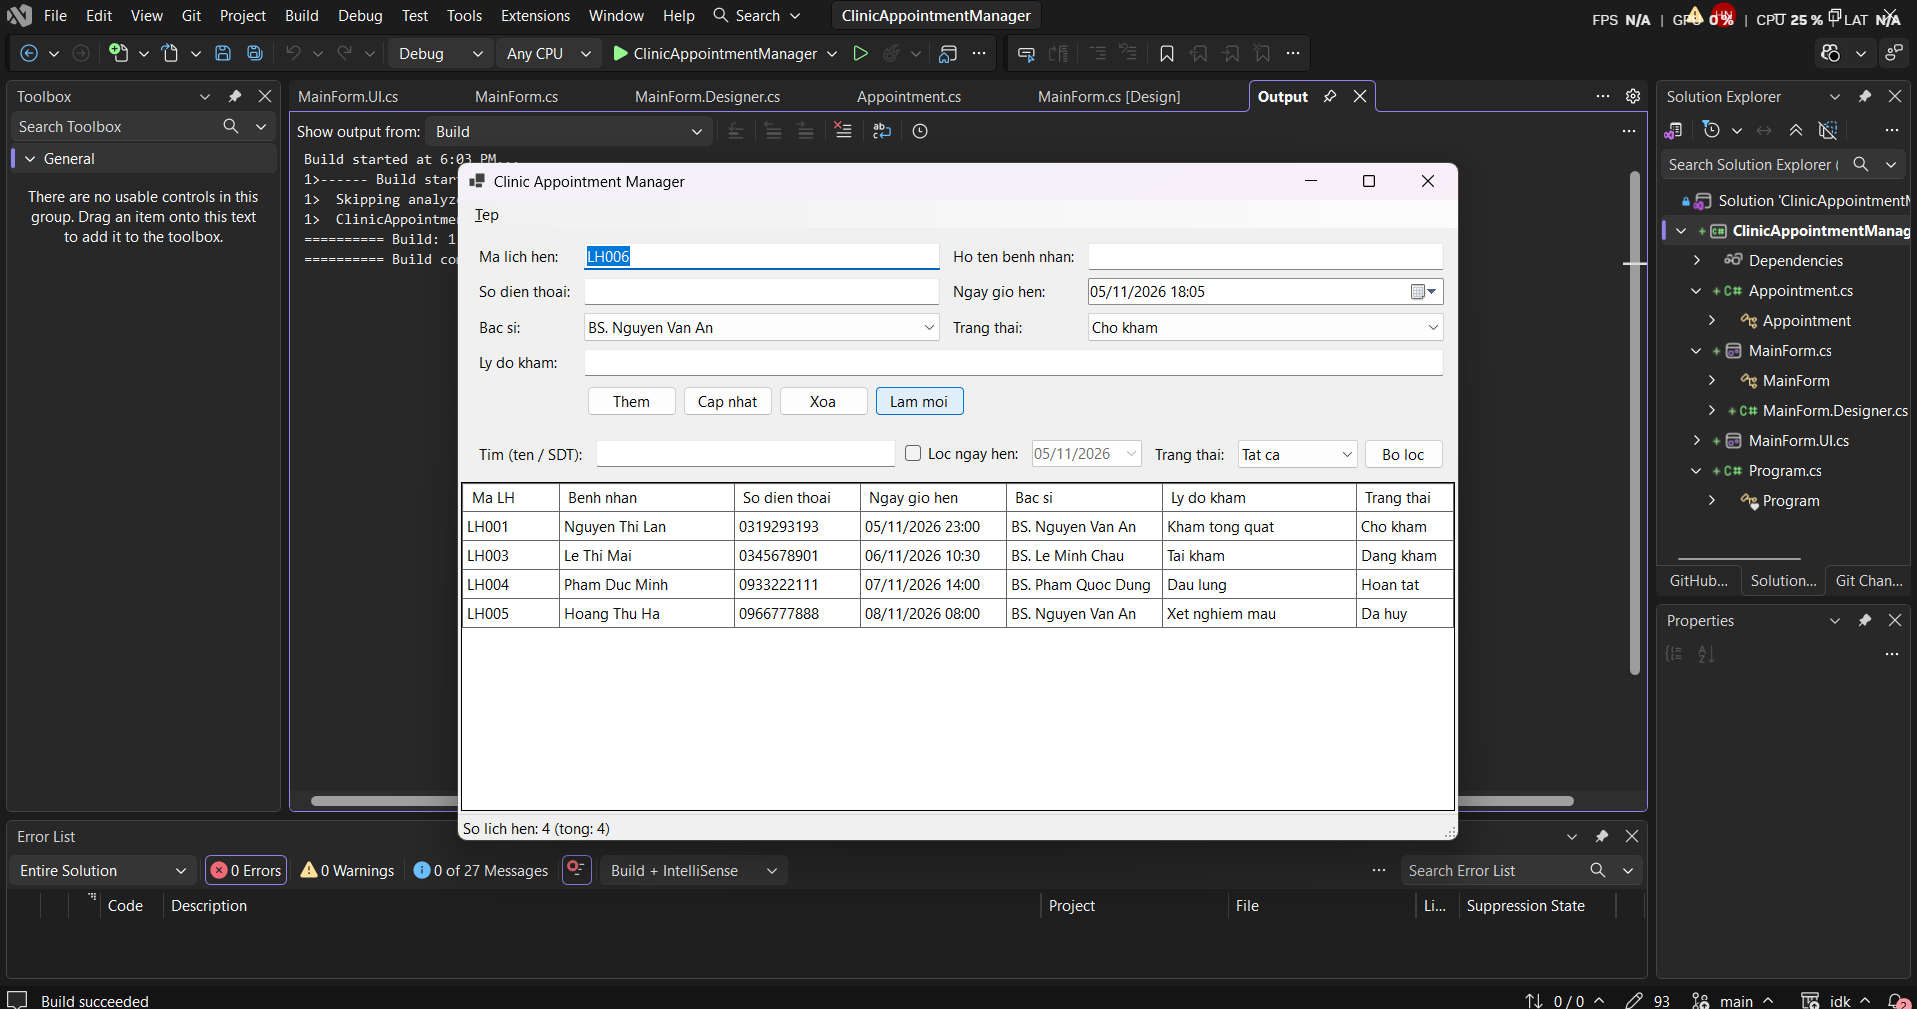 File Edit View Git Project Build Debug Test Tools Extensions Window Help Search ClinicAppointmentManager
FPS N/A | GPU 0% | CPU 25 % LAT N/A
Debug Any CPU ClinicAppointmentManager
Toolbox
Search Toolbox
General
There are no usable controls in this
group. Drag an item onto this text
to add it to the toolbox.
MainForm.UI.cs MainForm.cs MainForm.Designer.cs Appointment.cs MainForm.cs [Design] Output
Show output from: Build
Build started at 6:03 PM...
1>------ Build star
1> Skipping analyz
1> ClinicAppointme
========== Build: 1
========== Build co
Clinic Appointment Manager
Tep
Ma lich hen: LH006 Ho ten benh nhan:
So dien thoai: Ngay gio hen: 05/11/2026 18:05
Bac si: BS. Nguyen Van An Trang thai: Cho kham
Ly do kham:
Them Cap nhat Xoa Lam moi
Tim (ten / SDT): Loc ngay hen: 05/11/2026 Trang thai: Tat ca Bo loc
Ma LH Benh nhan So dien thoai Ngay gio hen Bac si Ly do kham Trang thai
LH001 Nguyen Thi Lan 0319293193 05/11/2026 23:00 BS. Nguyen Van An Kham tong quat Cho kham
LH003 Le Thi Mai 0345678901 06/11/2026 10:30 BS. Le Minh Chau Tai kham Dang kham
LH004 Pham Duc Minh 0933222111 07/11/2026 14:00 BS. Pham Quoc Dung Dau lung Hoan tat
LH005 Hoang Thu Ha 0966777888 08/11/2026 08:00 BS. Nguyen Van An Xet nghiem mau Da huy
So lich hen: 4 (tong: 4)
Solution Explorer
Search Solution Explorer (
Solution 'ClinicAppointmentM
ClinicAppointmentManag
Dependencies
C# Appointment.cs
Appointment
MainForm.cs
MainForm
C# MainForm.Designer.cs
MainForm.UI.cs
C# Program.cs
Program
GitHub... Solution... Git Chan...
Properties
Error List
Entire Solution 0 Errors 0 Warnings 0 of 27 Messages Build + IntelliSense Search Error List
Code Description Project File Li... Suppression State
Build succeeded 0 / 0 93 main idk 2